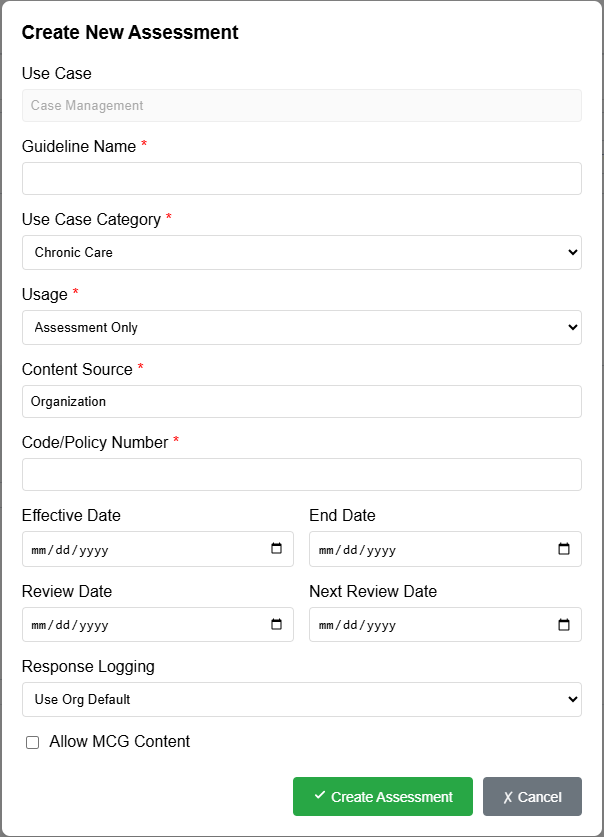 Create New Assessment
Use Case
Case Management
Guideline Name *
Use Case Category *
Chronic Care
Usage *
Assessment Only
Content Source *
Organization
Code/Policy Number *
Effective Date End Date
mm/dd/yyyy mm/dd/yyyy
Review Date Next Review Date
mm/dd/yyyy mm/dd/yyyy
Response Logging
Use Org Default
Allow MCG Content
✓ Create Assessment ✗ Cancel